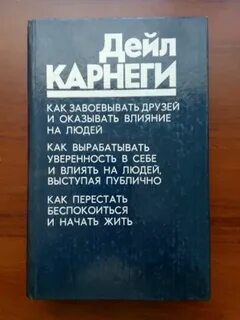 Дейл
КАРНЕГИ
КАК ЗАВОЕВЫВАТЬ ДРУЗЕЙ
И ОКАЗЫВАТЬ ВЛИЯНИЕ
НА ЛЮДЕЙ
КАК ВЫРАБАТЫВАТЬ
УВЕРЕННОСТЬ В СЕБЕ
И ВЛИЯТЬ НА ЛЮДЕЙ,
ВЫСТУПАЯ ПУБЛИЧНО
КАК ПЕРЕСТАТЬ
БЕСПОКОИТЬСЯ
И НАЧАТЬ ЖИТЬ